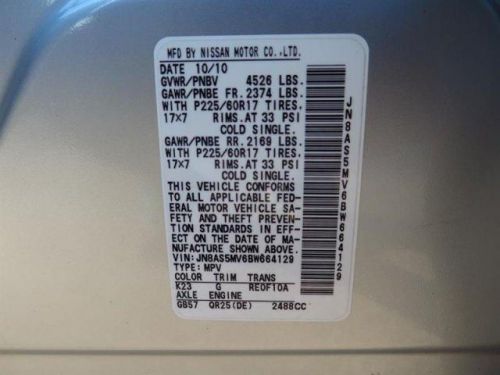 MFD BY NISSAN MOTOR CO.,LTD.
DATE 10/10
GVWR/PNBV 4526 LBS.
GAWR/PNBE FR. 2374 LBS.
WITH P225/60R17 TIRES.
17×7 RIMS.AT 33 PSI
COLD SINGLE.
GAWR/PNBE RR. 2169 LBS.
WITH P225/60R17 TIRES.
17×7 RIMS.AT 33 PSI
COLD SINGLE.
THIS VEHICLE CONFORMS
TO ALL APPLICABLE FED-
ERAL MOTOR VEHICLE SA-
FETY AND THEFT PREVEN-
TION STANDARDS IN EFF-
ECT ON THE DATE OF MA-
NUFACTURE SHOWN ABOVE.
VIN: JN8AS5MV6BW664129
TYPE: MPV
COLOR TRIM TRANS
K23 G RE0F10A
AXLE ENGINE
GB57 QR25(DE) 2488CC
JN8AS5MV6BW664129